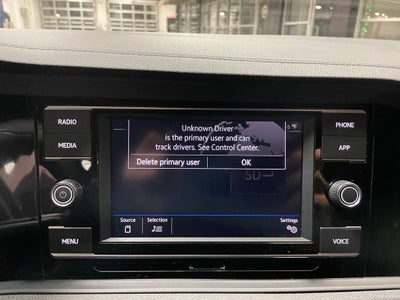 RADIO
MEDIA
MENU
Unknown Driver
is the primary user and can
track drivers. See Control Center.
Delete primary user OK
°F
SD
Source Selection Settings
PHONE
APP
VOICE